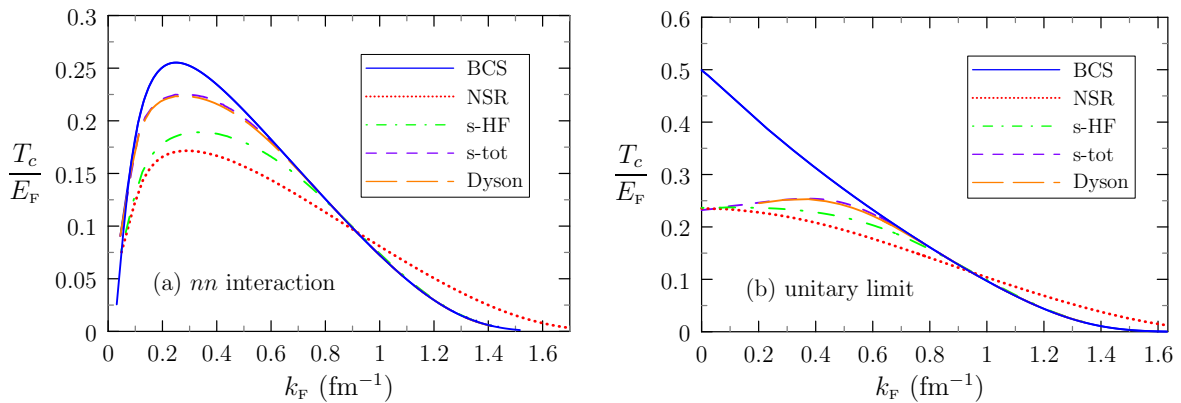 0.3
0.25
0.2
0.15
0.1
0.05
0
T_c
E_F
BCS
NSR
s-HF
s-tot
Dyson
(a) nn interaction
0 0.2 0.4 0.6 0.8 1 1.2 1.4 1.6
k_F (fm⁻¹)
0.6
0.5
0.4
0.3
0.2
0.1
0
T_c
E_F
BCS
NSR
s-HF
s-tot
Dyson
(b) unitary limit
0 0.2 0.4 0.6 0.8 1 1.2 1.4 1.6
k_F (fm⁻¹)